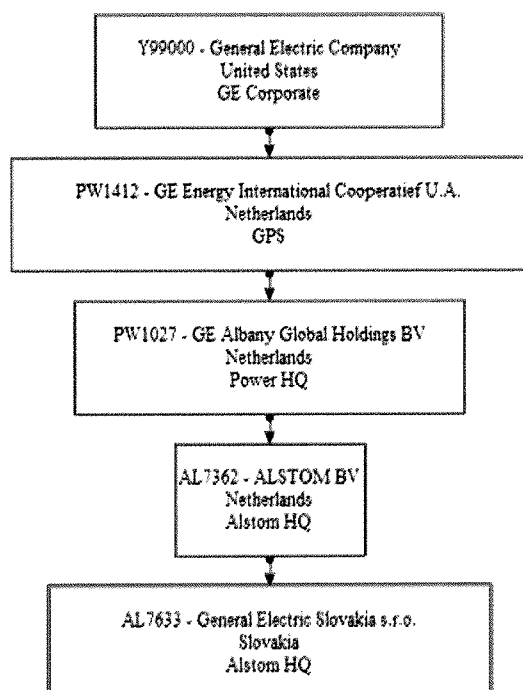 Y99000 - General Electric Company
United States
GE Corporate
PW1412 - GE Energy International Cooperatief U.A.
Netherlands
GPS
PW1027 - GE Albany Global Holdings BV
Netherlands
Power HQ
AL7362 - ALSTOM BV
Netherlands
Alstom HQ
AL7633 - General Electric Slovakia s.r.o.
Slovakia
Alstom HQ